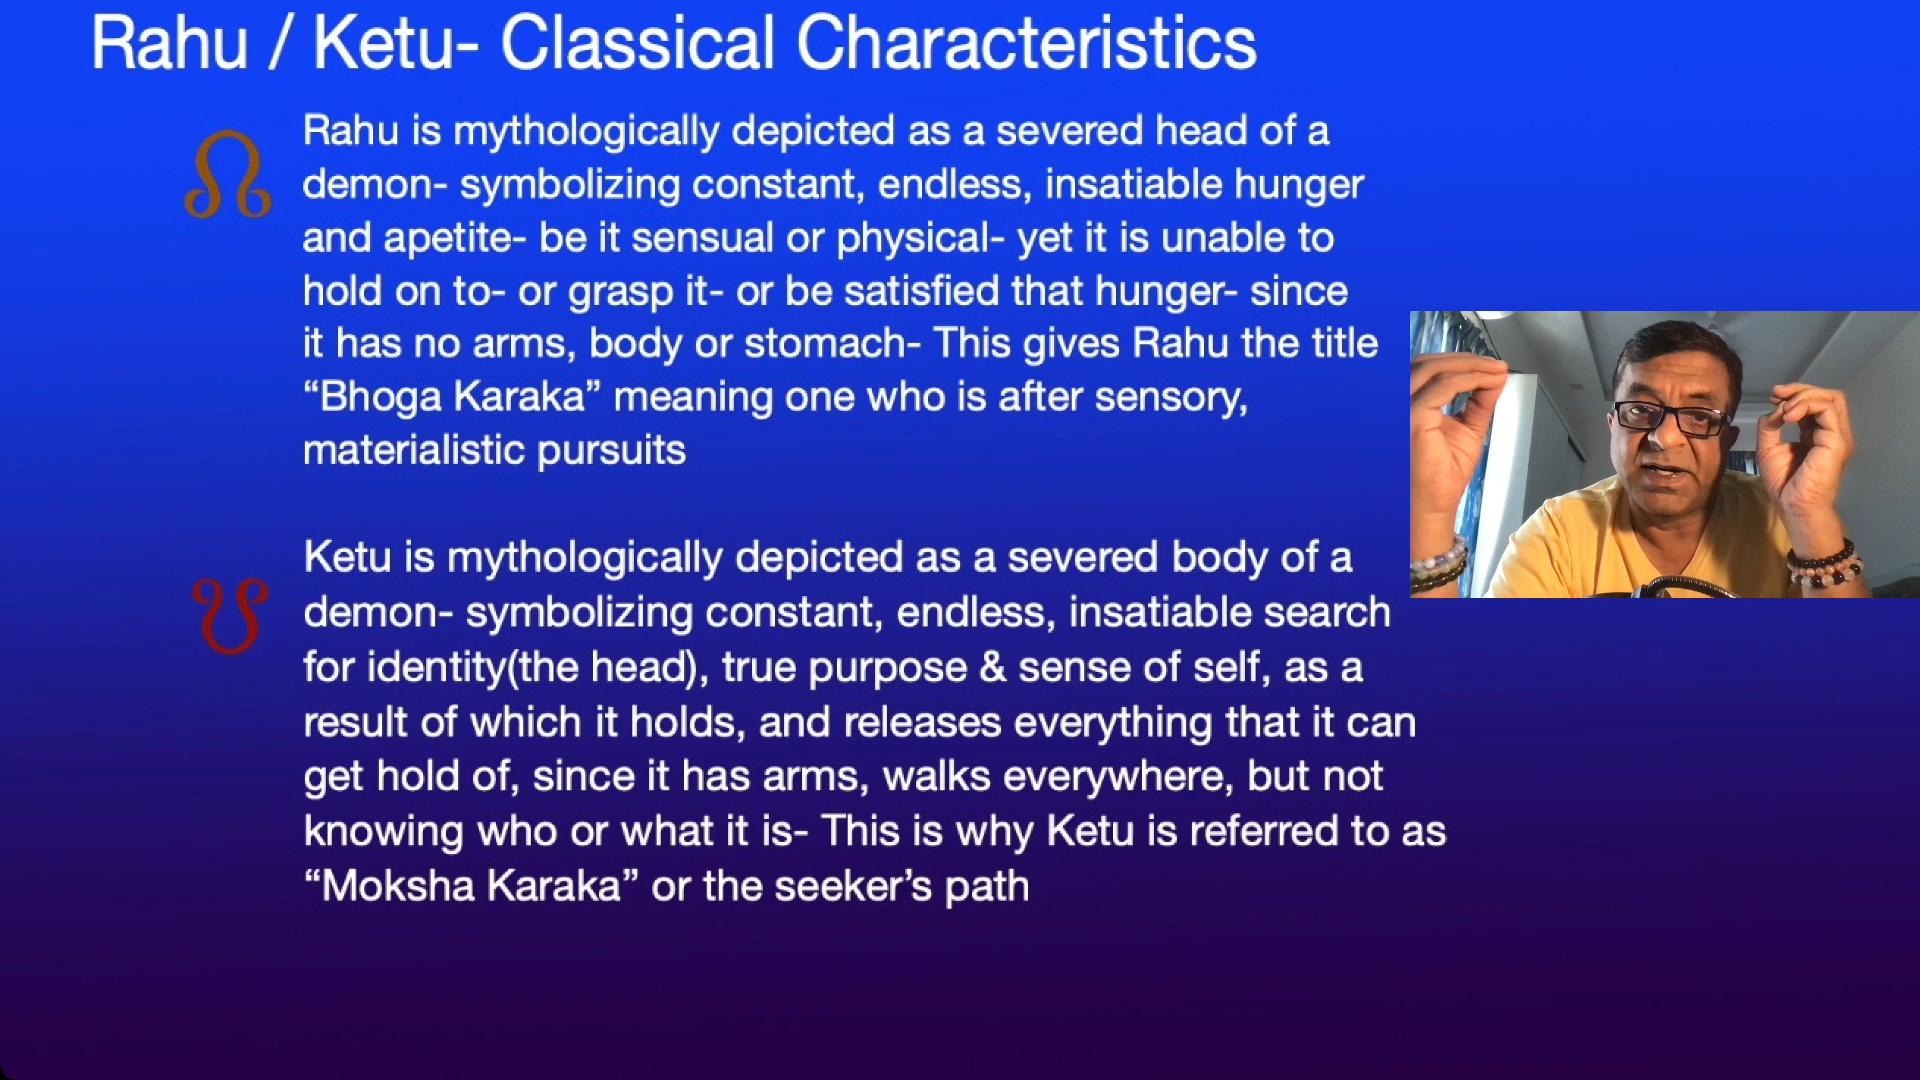 Rahu / Ketu- Classical Characteristics
Rahu is mythologically depicted as a severed head of a
demon- symbolizing constant, endless, insatiable hunger
and apetite- be it sensual or physical- yet it is unable to
hold on to- or grasp it- or be satisfied that hunger- since
it has no arms, body or stomach- This gives Rahu the title
“Bhoga Karaka” meaning one who is after sensory,
materialistic pursuits
Ketu is mythologically depicted as a severed body of a
demon- symbolizing constant, endless, insatiable search
for identity(the head), true purpose & sense of self, as a
result of which it holds, and releases everything that it can
get hold of, since it has arms, walks everywhere, but not
knowing who or what it is- This is why Ketu is referred to as
“Moksha Karaka” or the seeker’s path